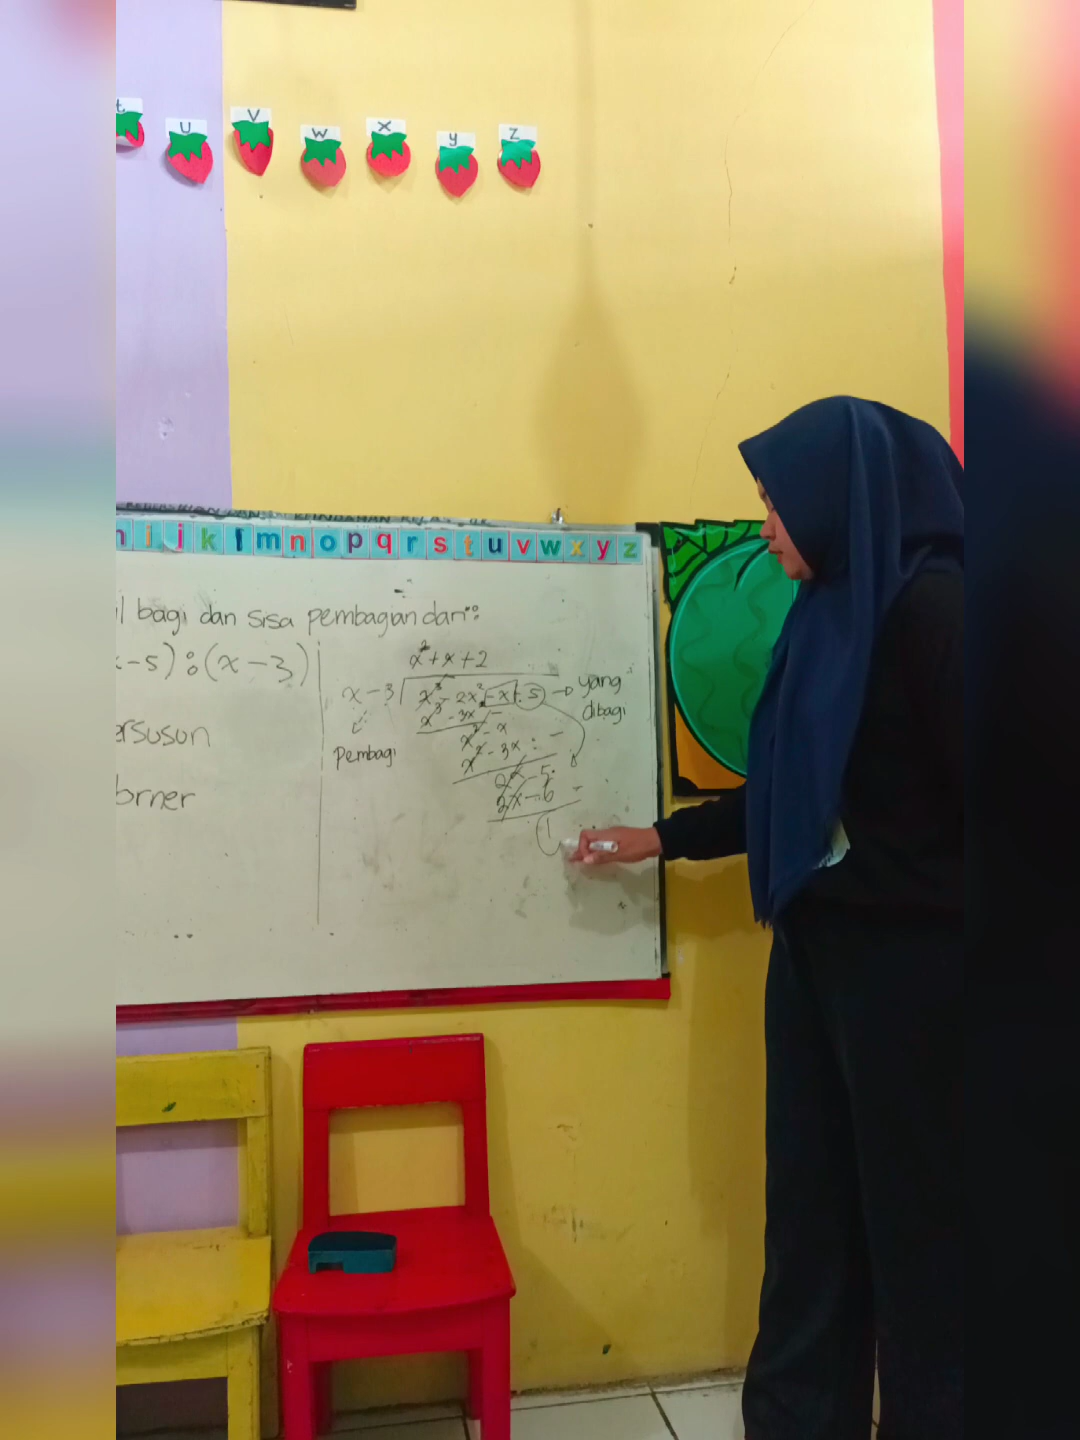 t u v w x y z
i j k l m n o p q r s t u v w x y z
il bagi dan sisa pembagian dari :
x-5) : (x-3)
x²+x+2
x-3 x³-2x²-x-5 → yang dibagi
x³-3x² -
Pembagi
x²-x
x²-3x -
2x-5
2x-6 -
1
ersusun
orner